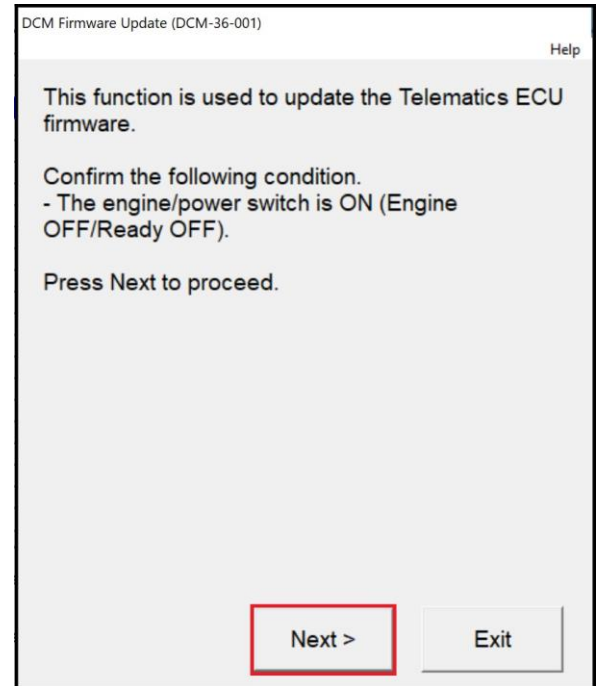 DCM Firmware Update (DCM-36-001)
Help
This function is used to update the Telematics ECU
firmware.
Confirm the following condition.
- The engine/power switch is ON (Engine
OFF/Ready OFF).
Press Next to proceed.
Next >
Exit